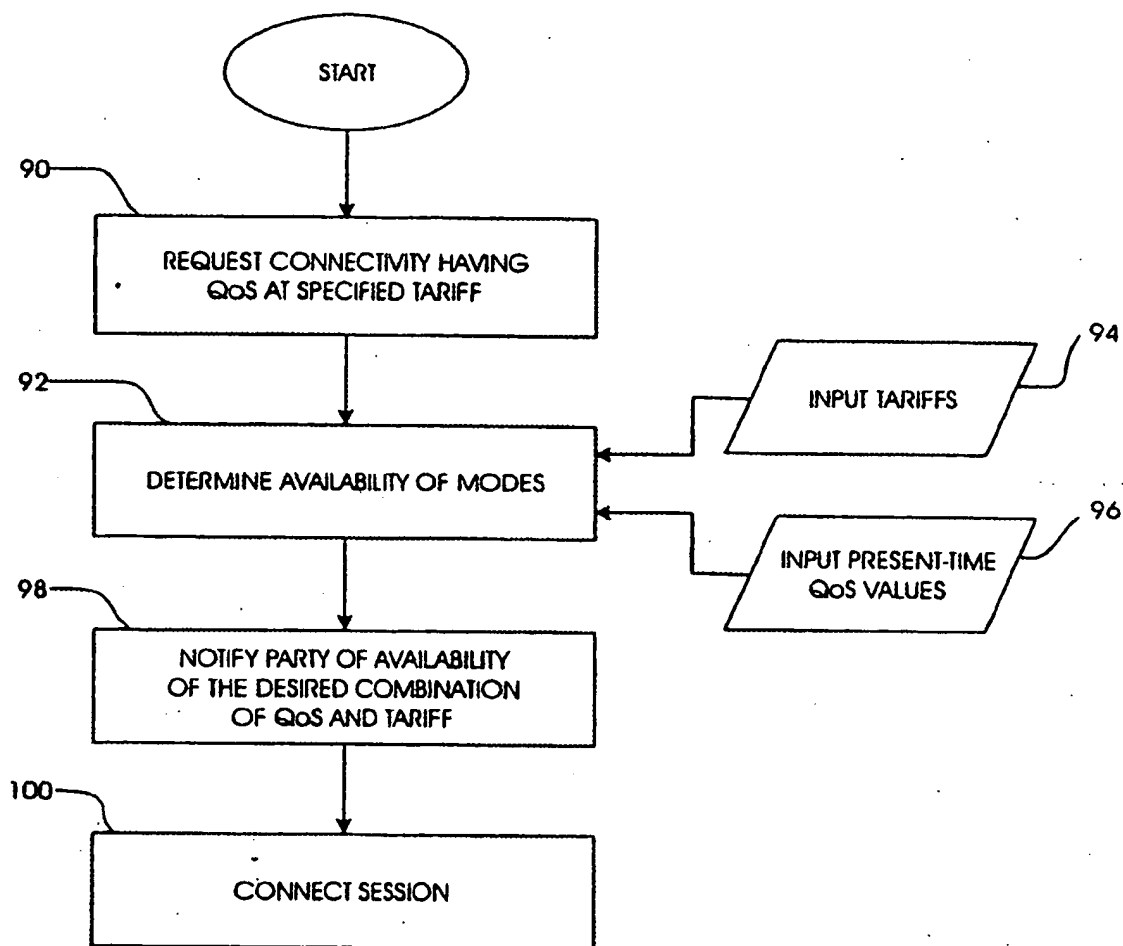 START
90
REQUEST CONNECTIVITY HAVING
QoS AT SPECIFIED TARIFF
92
DETERMINE AVAILABILITY OF MODES
94
INPUT TARIFFS
96
INPUT PRESENT-TIME
QoS VALUES
98
NOTIFY PARTY OF AVAILABILITY
OF THE DESIRED COMBINATION
OF QoS AND TARIFF
100
CONNECT SESSION